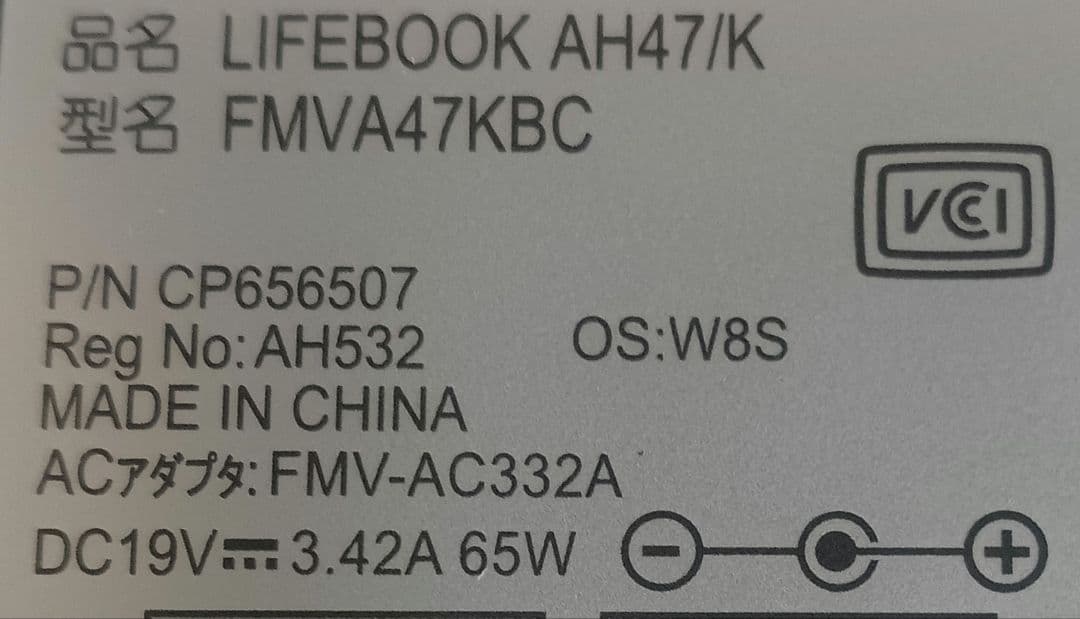 品名 LIFEBOOK AH47/K
型名 FMVA47KBC
VCCI
P/N CP656507
Reg No:AH532
OS:W8S
MADE IN CHINA
ACアダプタ:FMV-AC332A
DC19V⎓3.42A 65W